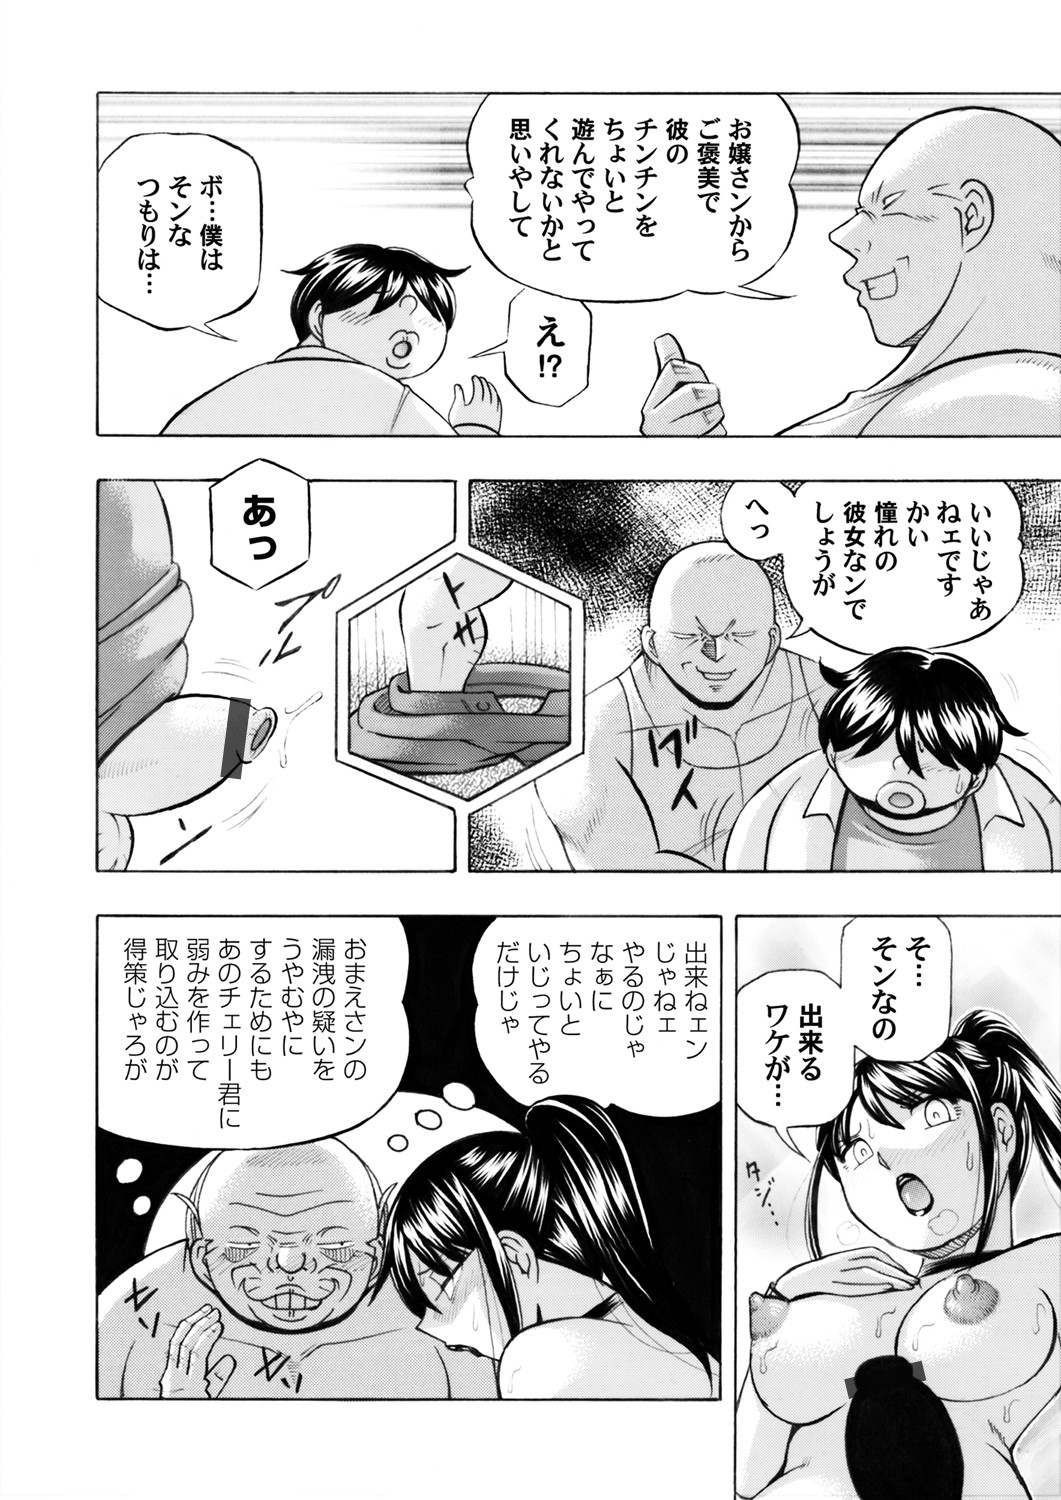 お嬢さンから
ご褒美で
彼の
チンチンを
ちょいと
遊んでやって
くれないかと
思いやして
え!?
ボ…僕は
そンな
つもりは…
いいじゃあ
ねェです
かい
憧れの
彼女なンで
しょうが
へっ
グイ
トサ
あっ
プルル
そ…
そンなの
出来る
ワケが…
タジ…
出来ねェン
じゃねェ
やるのじゃ
なぁに
ちょいと
いじってやる
だけじゃ
おまえさンの
漏洩の疑いを
うやむやに
するためにも
あのチェリー君に
弱みを作って
取り込むのが
得策じゃろが